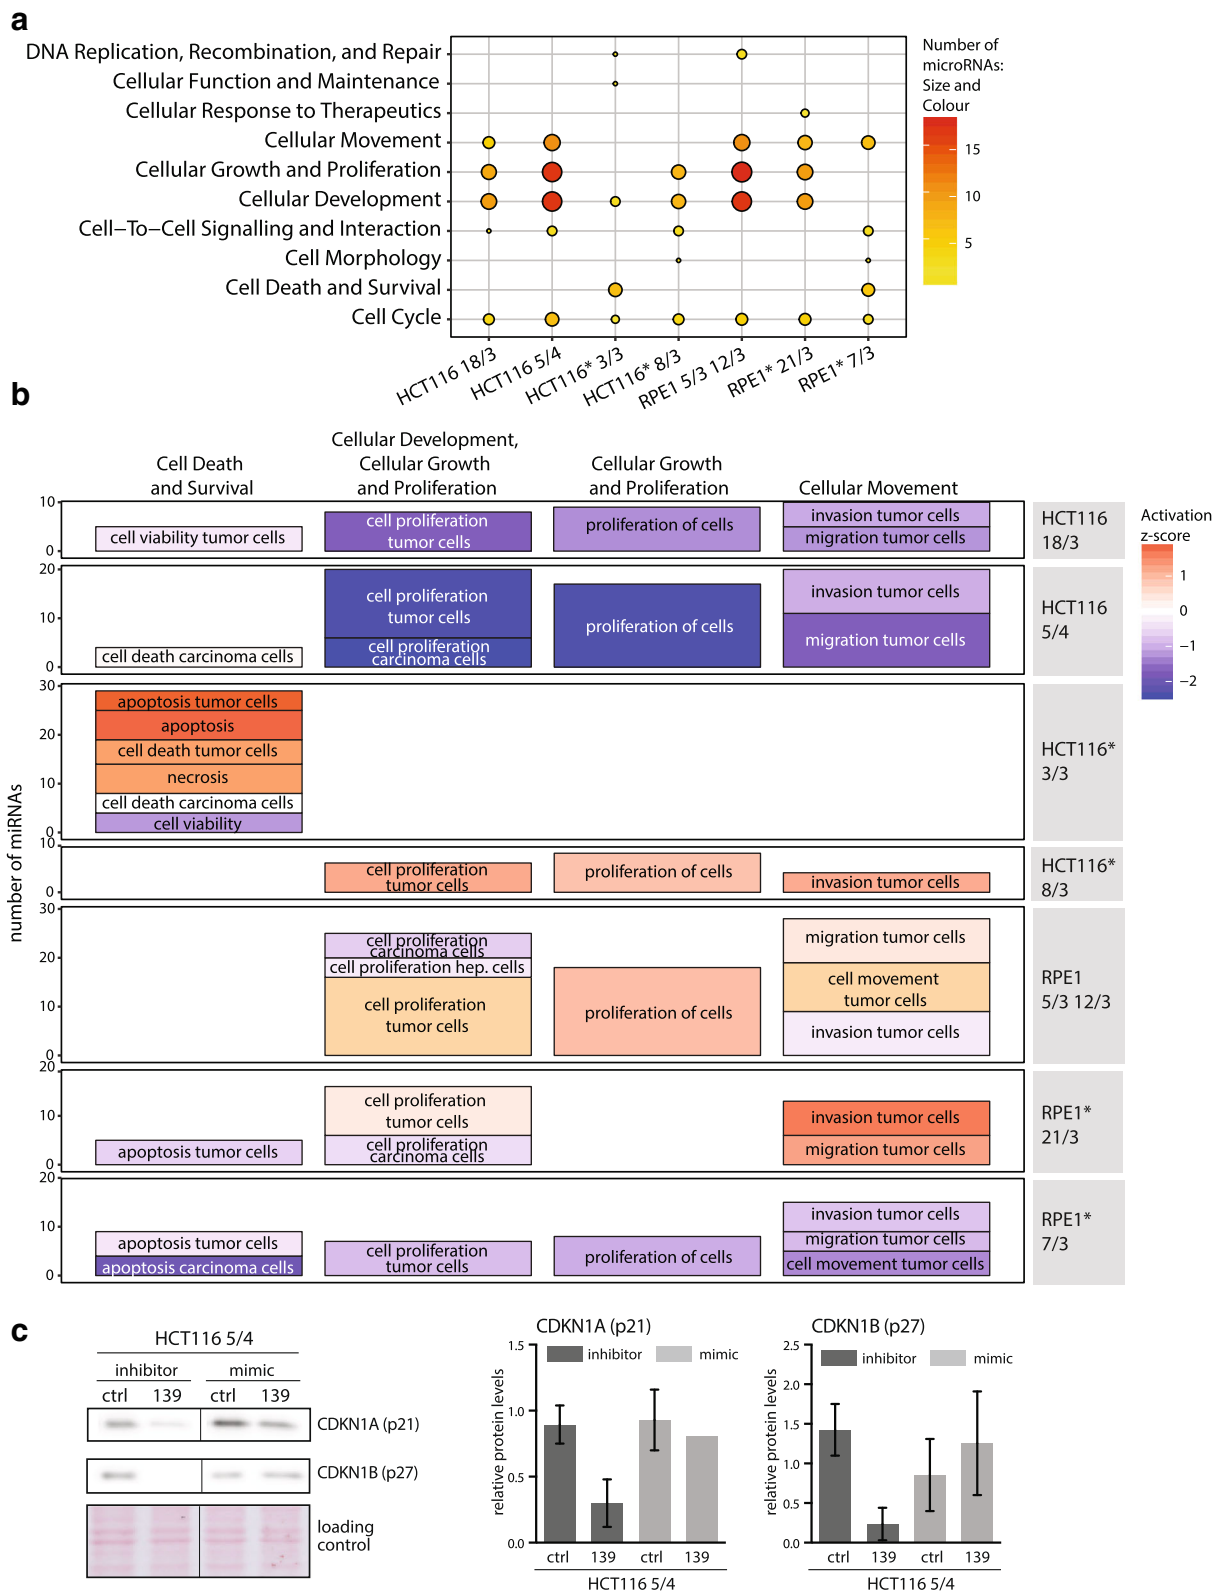 a
DNA Replication, Recombination, and Repair
Cellular Function and Maintenance
Cellular Response to Therapeutics
Cellular Movement
Cellular Growth and Proliferation
Cellular Development
Cell−To−Cell Signalling and Interaction
Cell Morphology
Cell Death and Survival
Cell Cycle
HCT116 18/3
HCT116 5/4
HCT116* 3/3
HCT116* 8/3
RPE1 5/3 12/3
RPE1* 21/3
RPE1* 7/3
Number of
microRNAs:
Size and
Colour
15
10
5
b
Cell Death
and Survival
Cellular Development,
Cellular Growth
and Proliferation
Cellular Growth
and Proliferation
Cellular Movement
number of miRNAs
10
0
cell viability tumor cells
cell proliferation
tumor cells
proliferation of cells
invasion tumor cells
migration tumor cells
HCT116
18/3
20
10
0
cell death carcinoma cells
cell proliferation
tumor cells
cell proliferation
carcinoma cells
proliferation of cells
invasion tumor cells
migration tumor cells
HCT116
5/4
30
20
10
0
apoptosis tumor cells
apoptosis
cell death tumor cells
necrosis
cell death carcinoma cells
cell viability
HCT116*
3/3
10
0
cell proliferation
tumor cells
proliferation of cells
invasion tumor cells
HCT116*
8/3
30
20
10
0
cell proliferation
carcinoma cells
cell proliferation hep. cells
cell proliferation
tumor cells
proliferation of cells
migration tumor cells
cell movement
tumor cells
invasion tumor cells
RPE1
5/3 12/3
20
10
0
apoptosis tumor cells
cell proliferation
tumor cells
cell proliferation
carcinoma cells
invasion tumor cells
migration tumor cells
RPE1*
21/3
20
10
0
apoptosis tumor cells
apoptosis carcinoma cells
cell proliferation
tumor cells
proliferation of cells
invasion tumor cells
migration tumor cells
cell movement tumor cells
RPE1*
7/3
Activation
z-score
1
0
−1
−2
c
HCT116 5/4
inhibitor mimic
ctrl 139 ctrl 139
CDKN1A (p21)
CDKN1B (p27)
loading
control
CDKN1A (p21)
inhibitor mimic
relative protein levels
1.5
1.0
0.5
0.0
ctrl 139 ctrl 139
HCT116 5/4
CDKN1B (p27)
inhibitor mimic
relative protein levels
2.5
2.0
1.5
1.0
0.5
0.0
ctrl 139 ctrl 139
HCT116 5/4